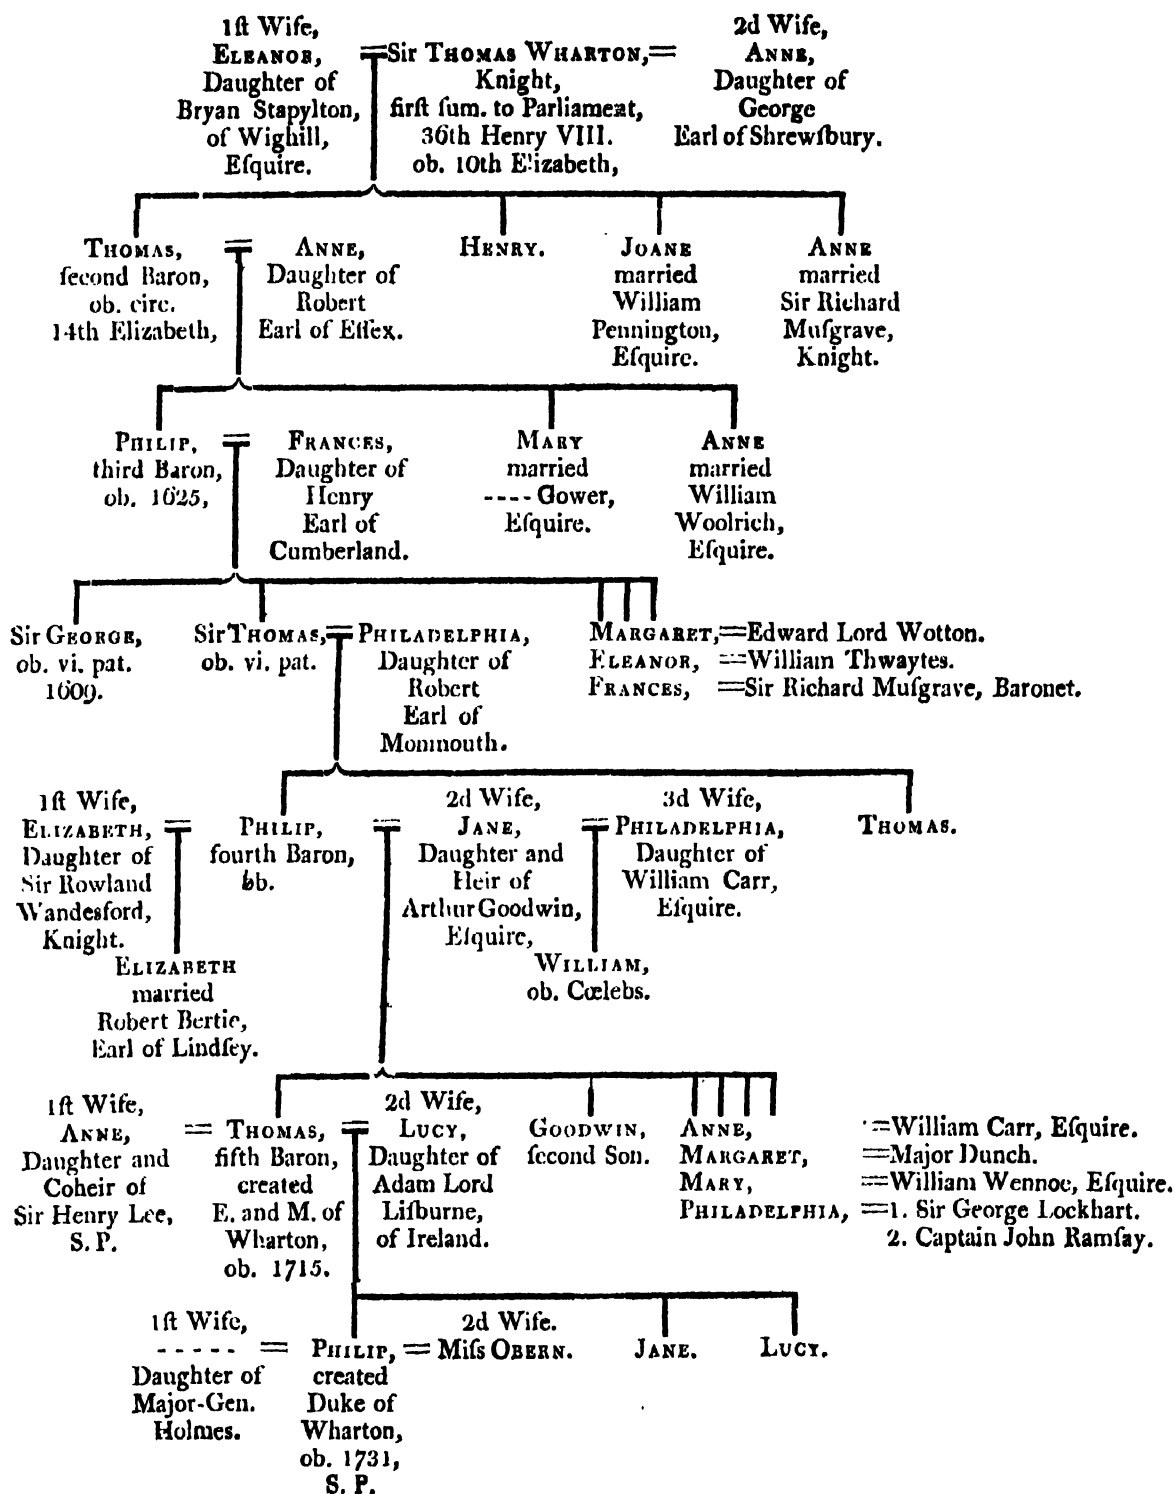 1ſt Wife,
ELEANOR,
Daughter of
Bryan Stapylton,
of Wighill,
Eſquire.
=Sir THOMAS WHARTON,=
Knight,
firſt ſum. to Parliament,
36th Henry VIII.
ob. 10th Elizabeth,
2d Wife,
ANNE,
Daughter of
George
Earl of Shrewſbury.
THOMAS,
ſecond Baron,
ob. circ.
14th Elizabeth,
=
ANNE,
Daughter of
Robert
Earl of Eſſex.
HENRY.
JOANE
married
William
Pennington,
Eſquire.
ANNE
married
Sir Richard
Muſgrave,
Knight.
PHILIP,
third Baron,
ob. 1625,
=
FRANCES,
Daughter of
Henry
Earl of
Cumberland.
MARY
married
---- Gower,
Eſquire.
ANNE
married
William
Woolrich,
Eſquire.
Sir GEORGE,
ob. vi. pat.
1609.
Sir THOMAS,=
ob. vi. pat.
PHILADELPHIA,
Daughter of
Robert
Earl of
Monmouth.
MARGARET,=Edward Lord Wotton.
ELEANOR, =William Thwaytes.
FRANCES, =Sir Richard Muſgrave, Baronet.
1ſt Wife,
ELIZABETH, =
Daughter of
Sir Rowland
Wandesford,
Knight.
PHILIP, =
fourth Baron,
ob.
2d Wife,
JANE,
Daughter and
Heir of
Arthur Goodwin,
Eſquire,
3d Wife,
=PHILADELPHIA,
Daughter of
William Carr,
Eſquire.
THOMAS.
ELIZABETH
married
Robert Bertie,
Earl of Lindſey.
WILLIAM,
ob. Cœlebs.
1ſt Wife,
ANNE,
Daughter and
Coheir of
Sir Henry Lee,
S. P.
= THOMAS, =
fifth Baron,
created
E. and M. of
Wharton,
ob. 1715.
2d Wife,
LUCY,
Daughter of
Adam Lord
Liſburne,
of Ireland.
GOODWIN,
ſecond Son.
ANNE, =William Carr, Eſquire.
MARGARET, =Major Dunch.
MARY, =William Wennoe, Eſquire.
PHILADELPHIA, =1. Sir George Lockhart.
2. Captain John Ramſay.
1ſt Wife,
-----
Daughter of
Major-Gen.
Holmes.
= PHILIP, =
created
Duke of
Wharton,
ob. 1731,
S. P.
2d Wife.
Miſs OBERN.
JANE.
LUCY.